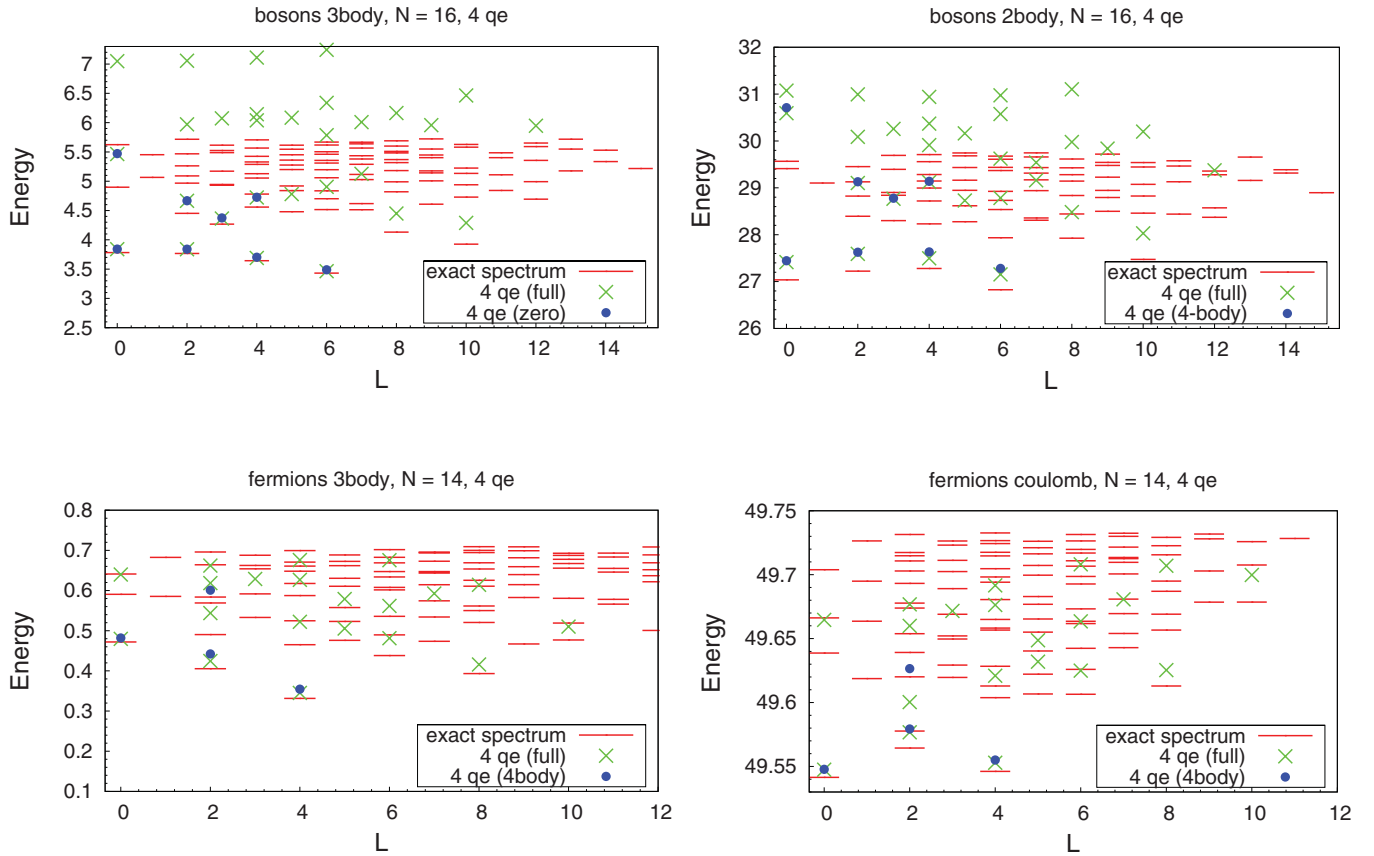 bosons 3body, N = 16, 4 qe
7
6.5
6
5.5
5
4.5
4
3.5
3
2.5
Energy
exact spectrum
4 qe (full)
4 qe (zero)
0 2 4 6 8 10 12 14
L
bosons 2body, N = 16, 4 qe
32
31
30
29
28
27
26
Energy
exact spectrum
4 qe (full)
4 qe (4-body)
0 2 4 6 8 10 12 14
L
fermions 3body, N = 14, 4 qe
0.8
0.7
0.6
0.5
0.4
0.3
0.2
0.1
Energy
exact spectrum
4 qe (full)
4 qe (4body)
0 2 4 6 8 10 12
L
fermions coulomb, N = 14, 4 qe
49.75
49.7
49.65
49.6
49.55
Energy
exact spectrum
4 qe (full)
4 qe (4body)
0 2 4 6 8 10 12
L